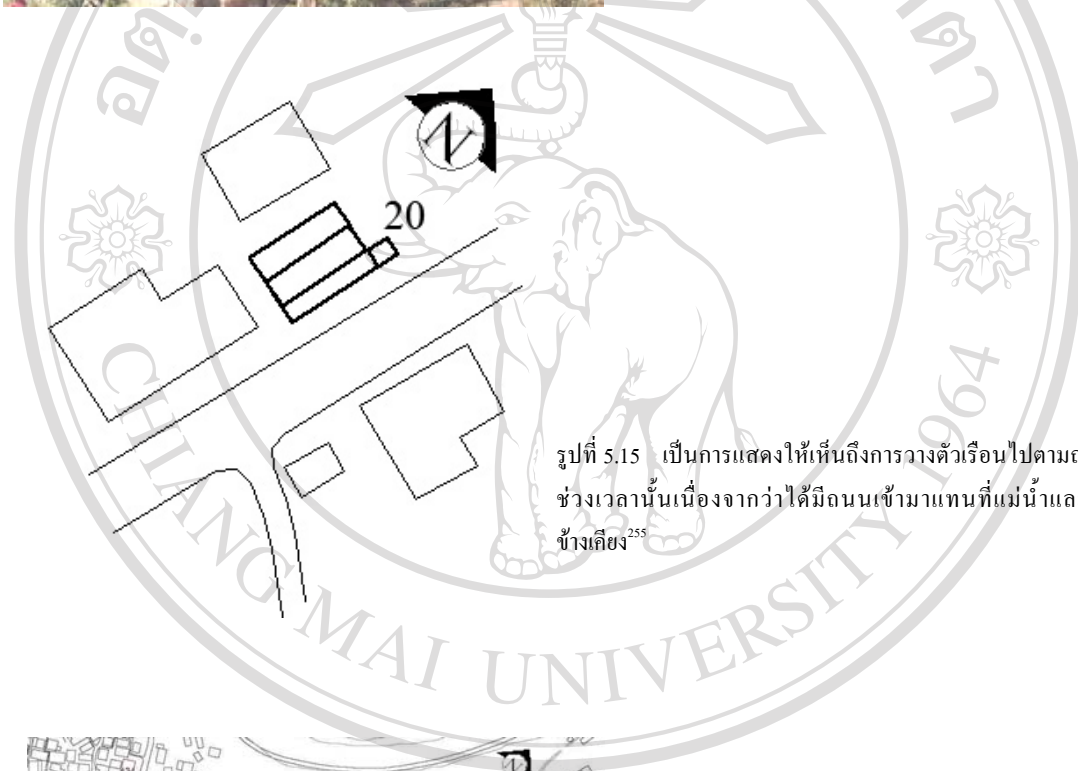 N
20
รูปที่ 5.15 เป็นการแสดงให้เห็นถึงการวางตัวเรือนไปตาม
ช่วงเวลานั้นเนื่องจากว่าได้มีถนนเข้ามาแทนที่แม่น้ำแล
ข้างเคียง255
CHIANG MAI UNIVERSITY 1964
N